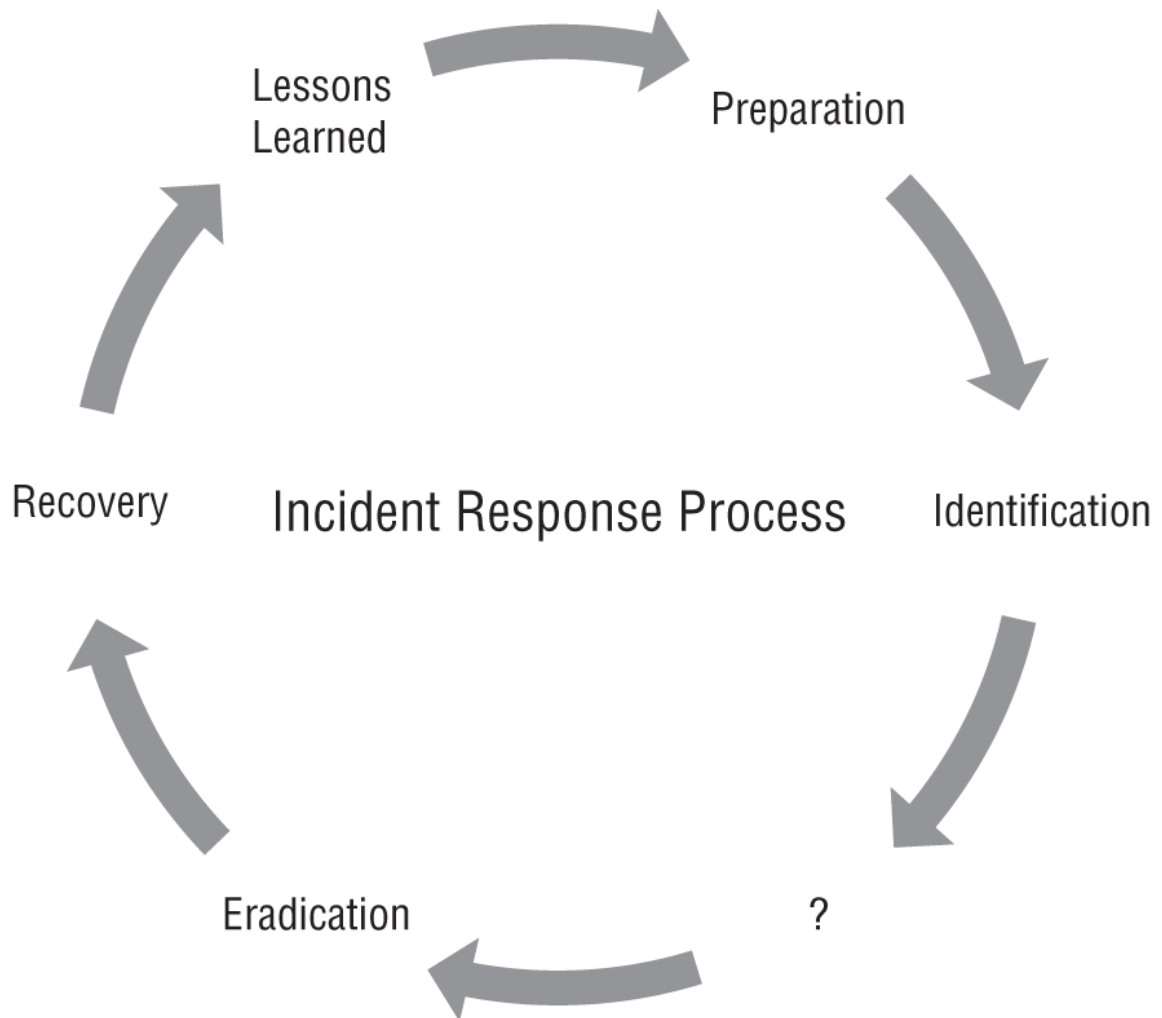 Lessons
Learned
Preparation
Recovery
Incident Response Process
Identification
Eradication
?